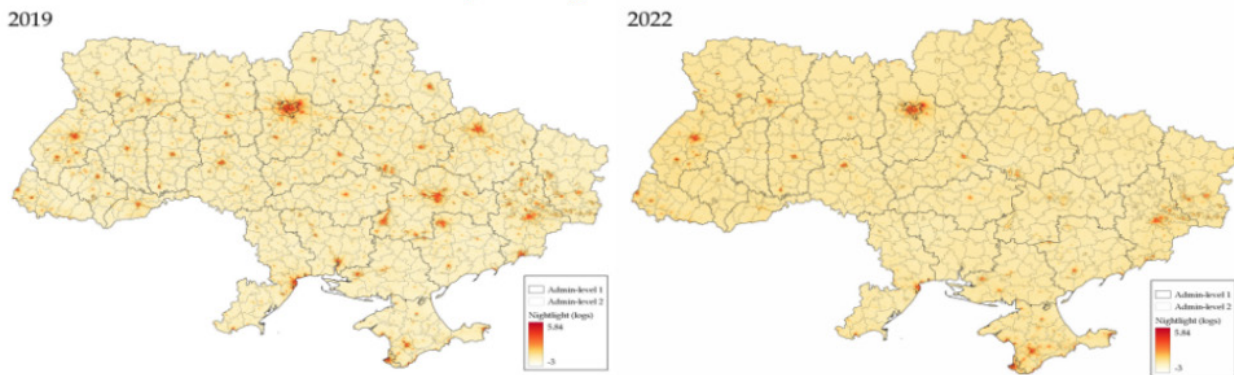 2019
2022
Admin-level 1
Admin-level 2
Nightlight (logs)
5.84
-3
Admin-level 1
Admin-level 2
Nightlight (logs)
5.84
-3